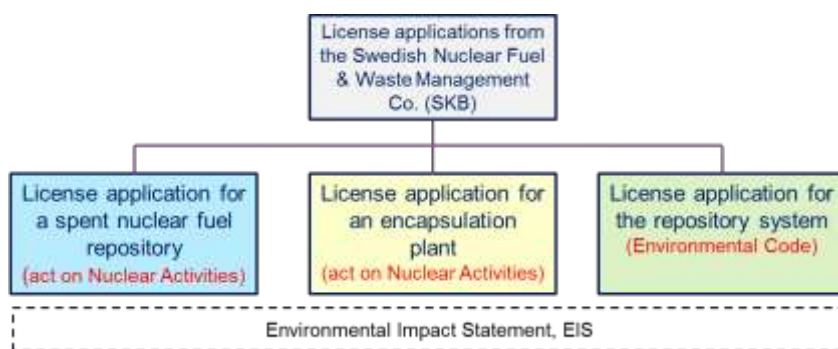 License applications from
the Swedish Nuclear Fuel
& Waste Management
Co. (SKB)
License application for
a spent nuclear fuel
repository
(act on Nuclear Activities)
License application for
an encapsulation
plant
(act on Nuclear Activities)
License application for
the repository system
(Environmental Code)
Environmental Impact Statement, EIS